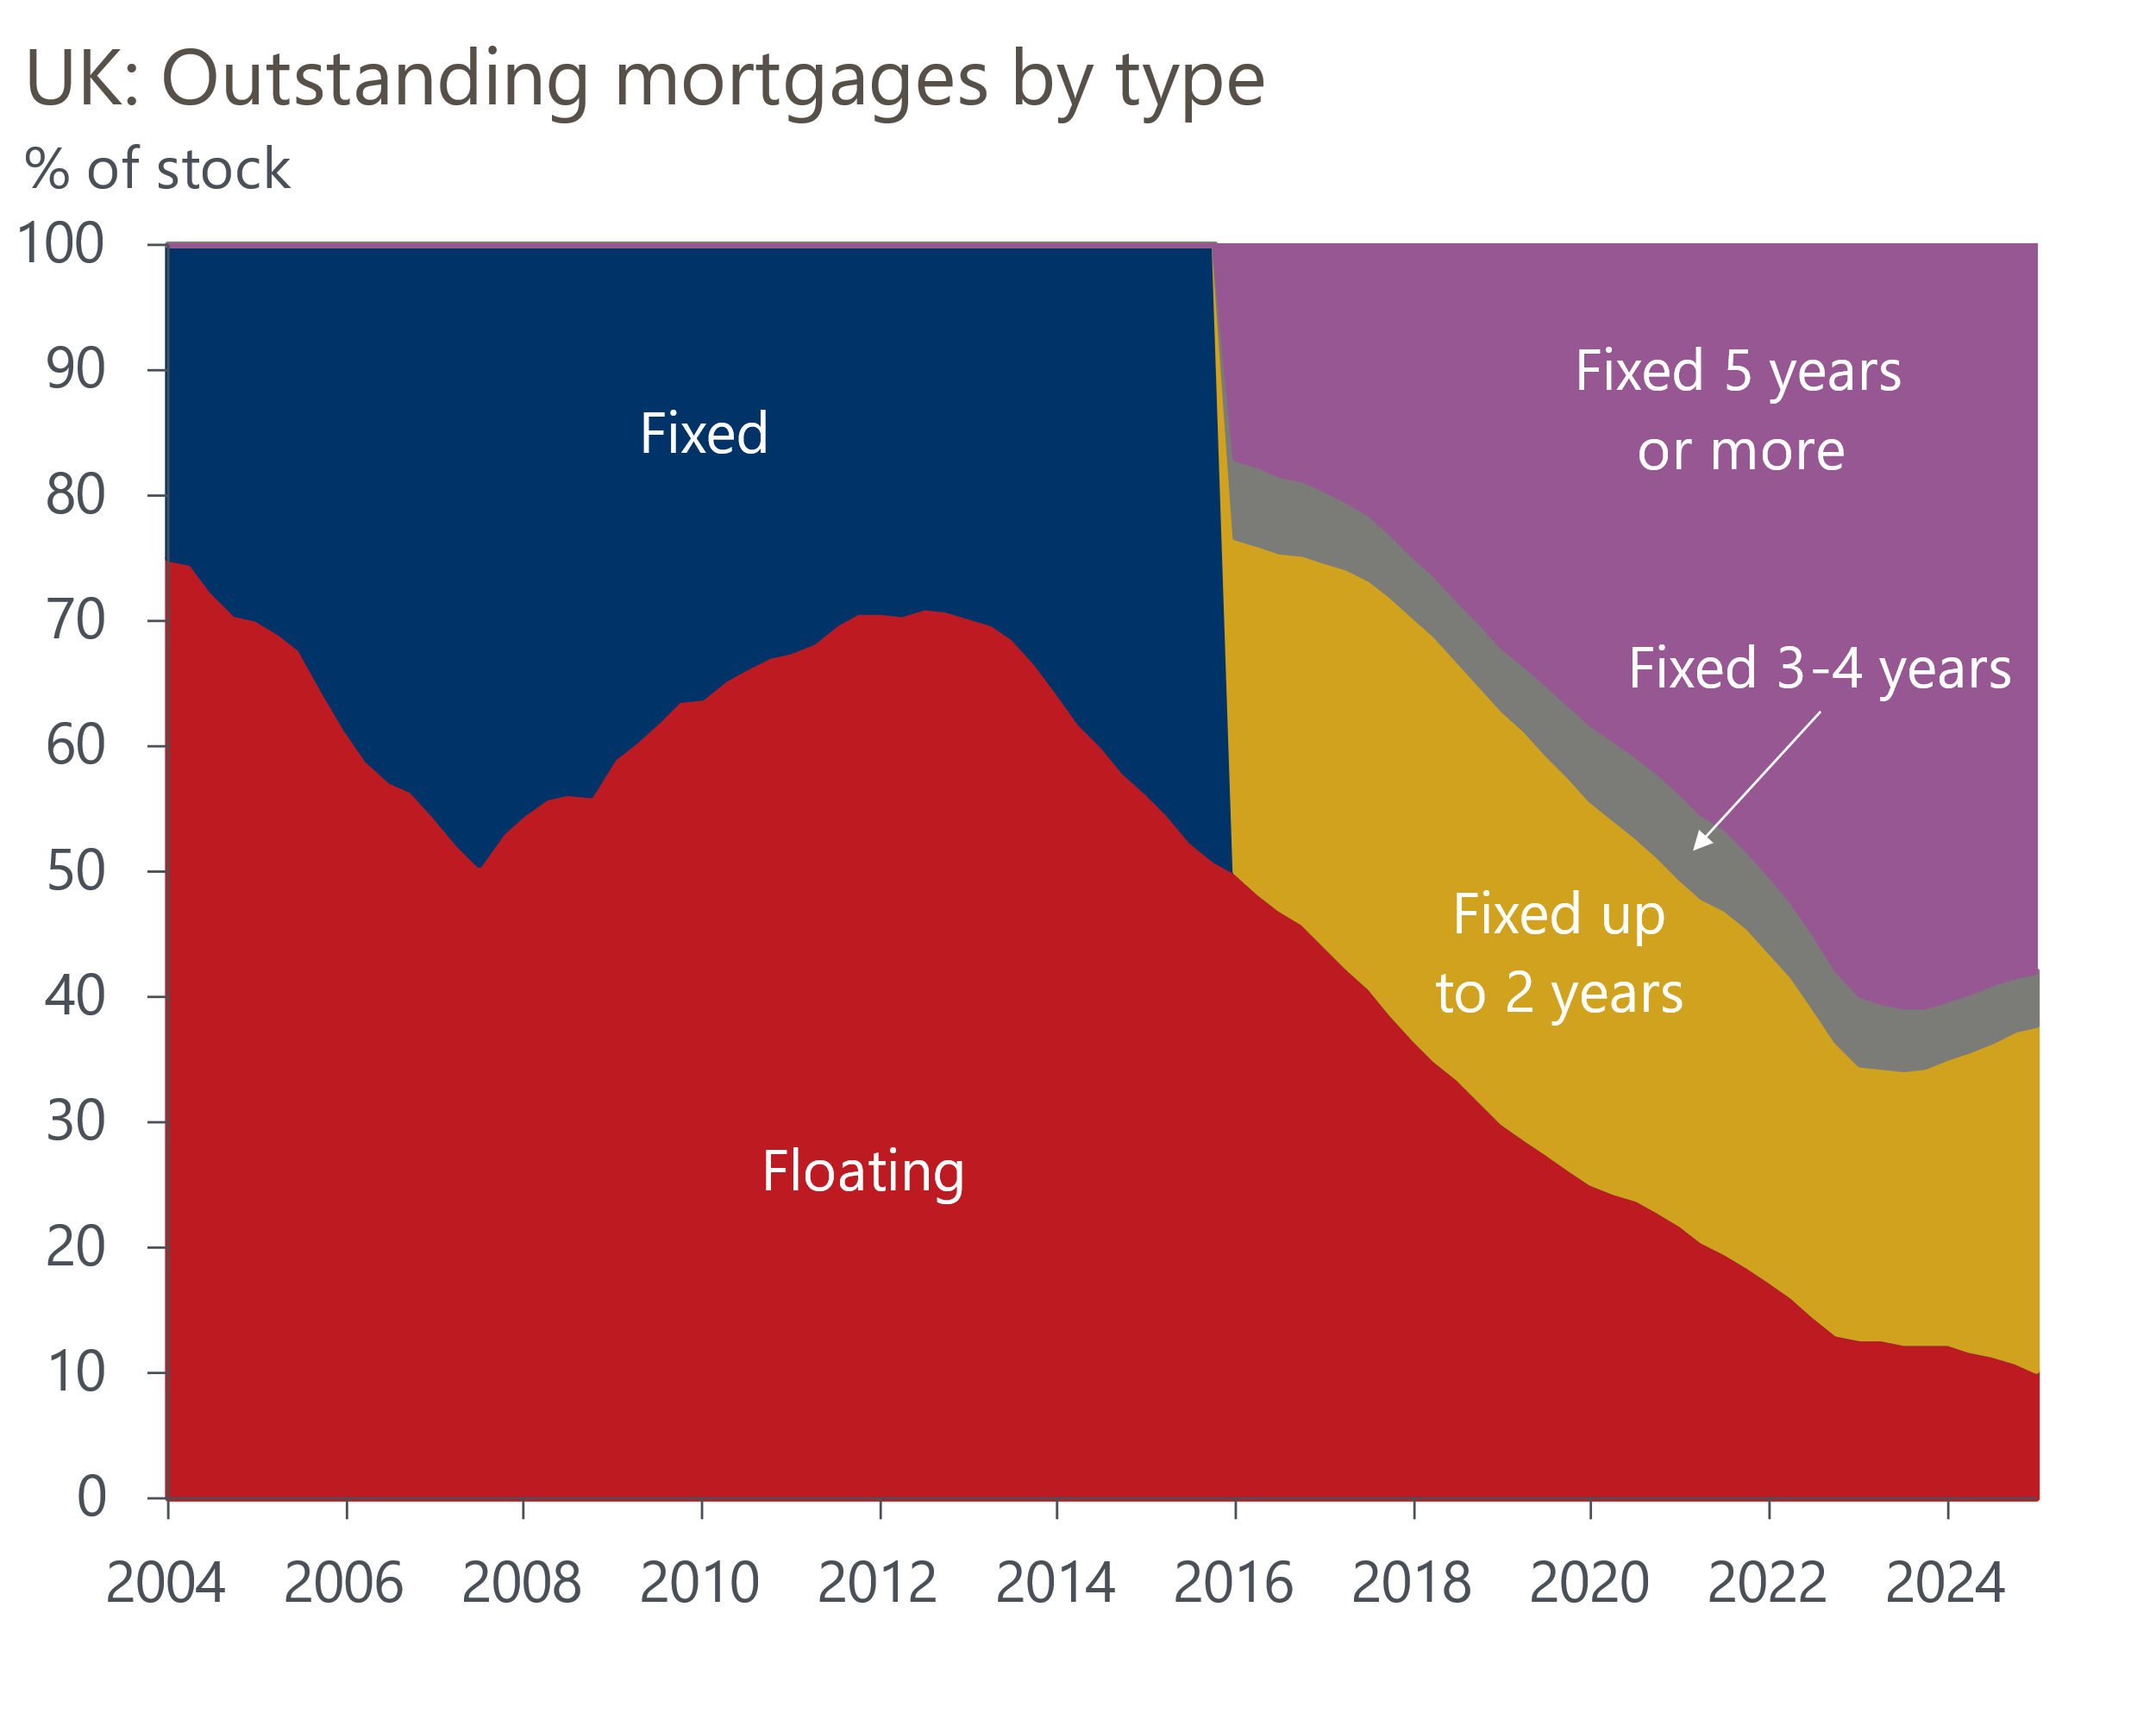 UK: Outstanding mortgages by type
% of stock
100
90
80
70
60
50
40
30
20
10
0
Fixed
Floating
Fixed 5 years
or more
Fixed 3-4 years
Fixed up
to 2 years
2004 2006 2008 2010 2012 2014 2016 2018 2020 2022 2024